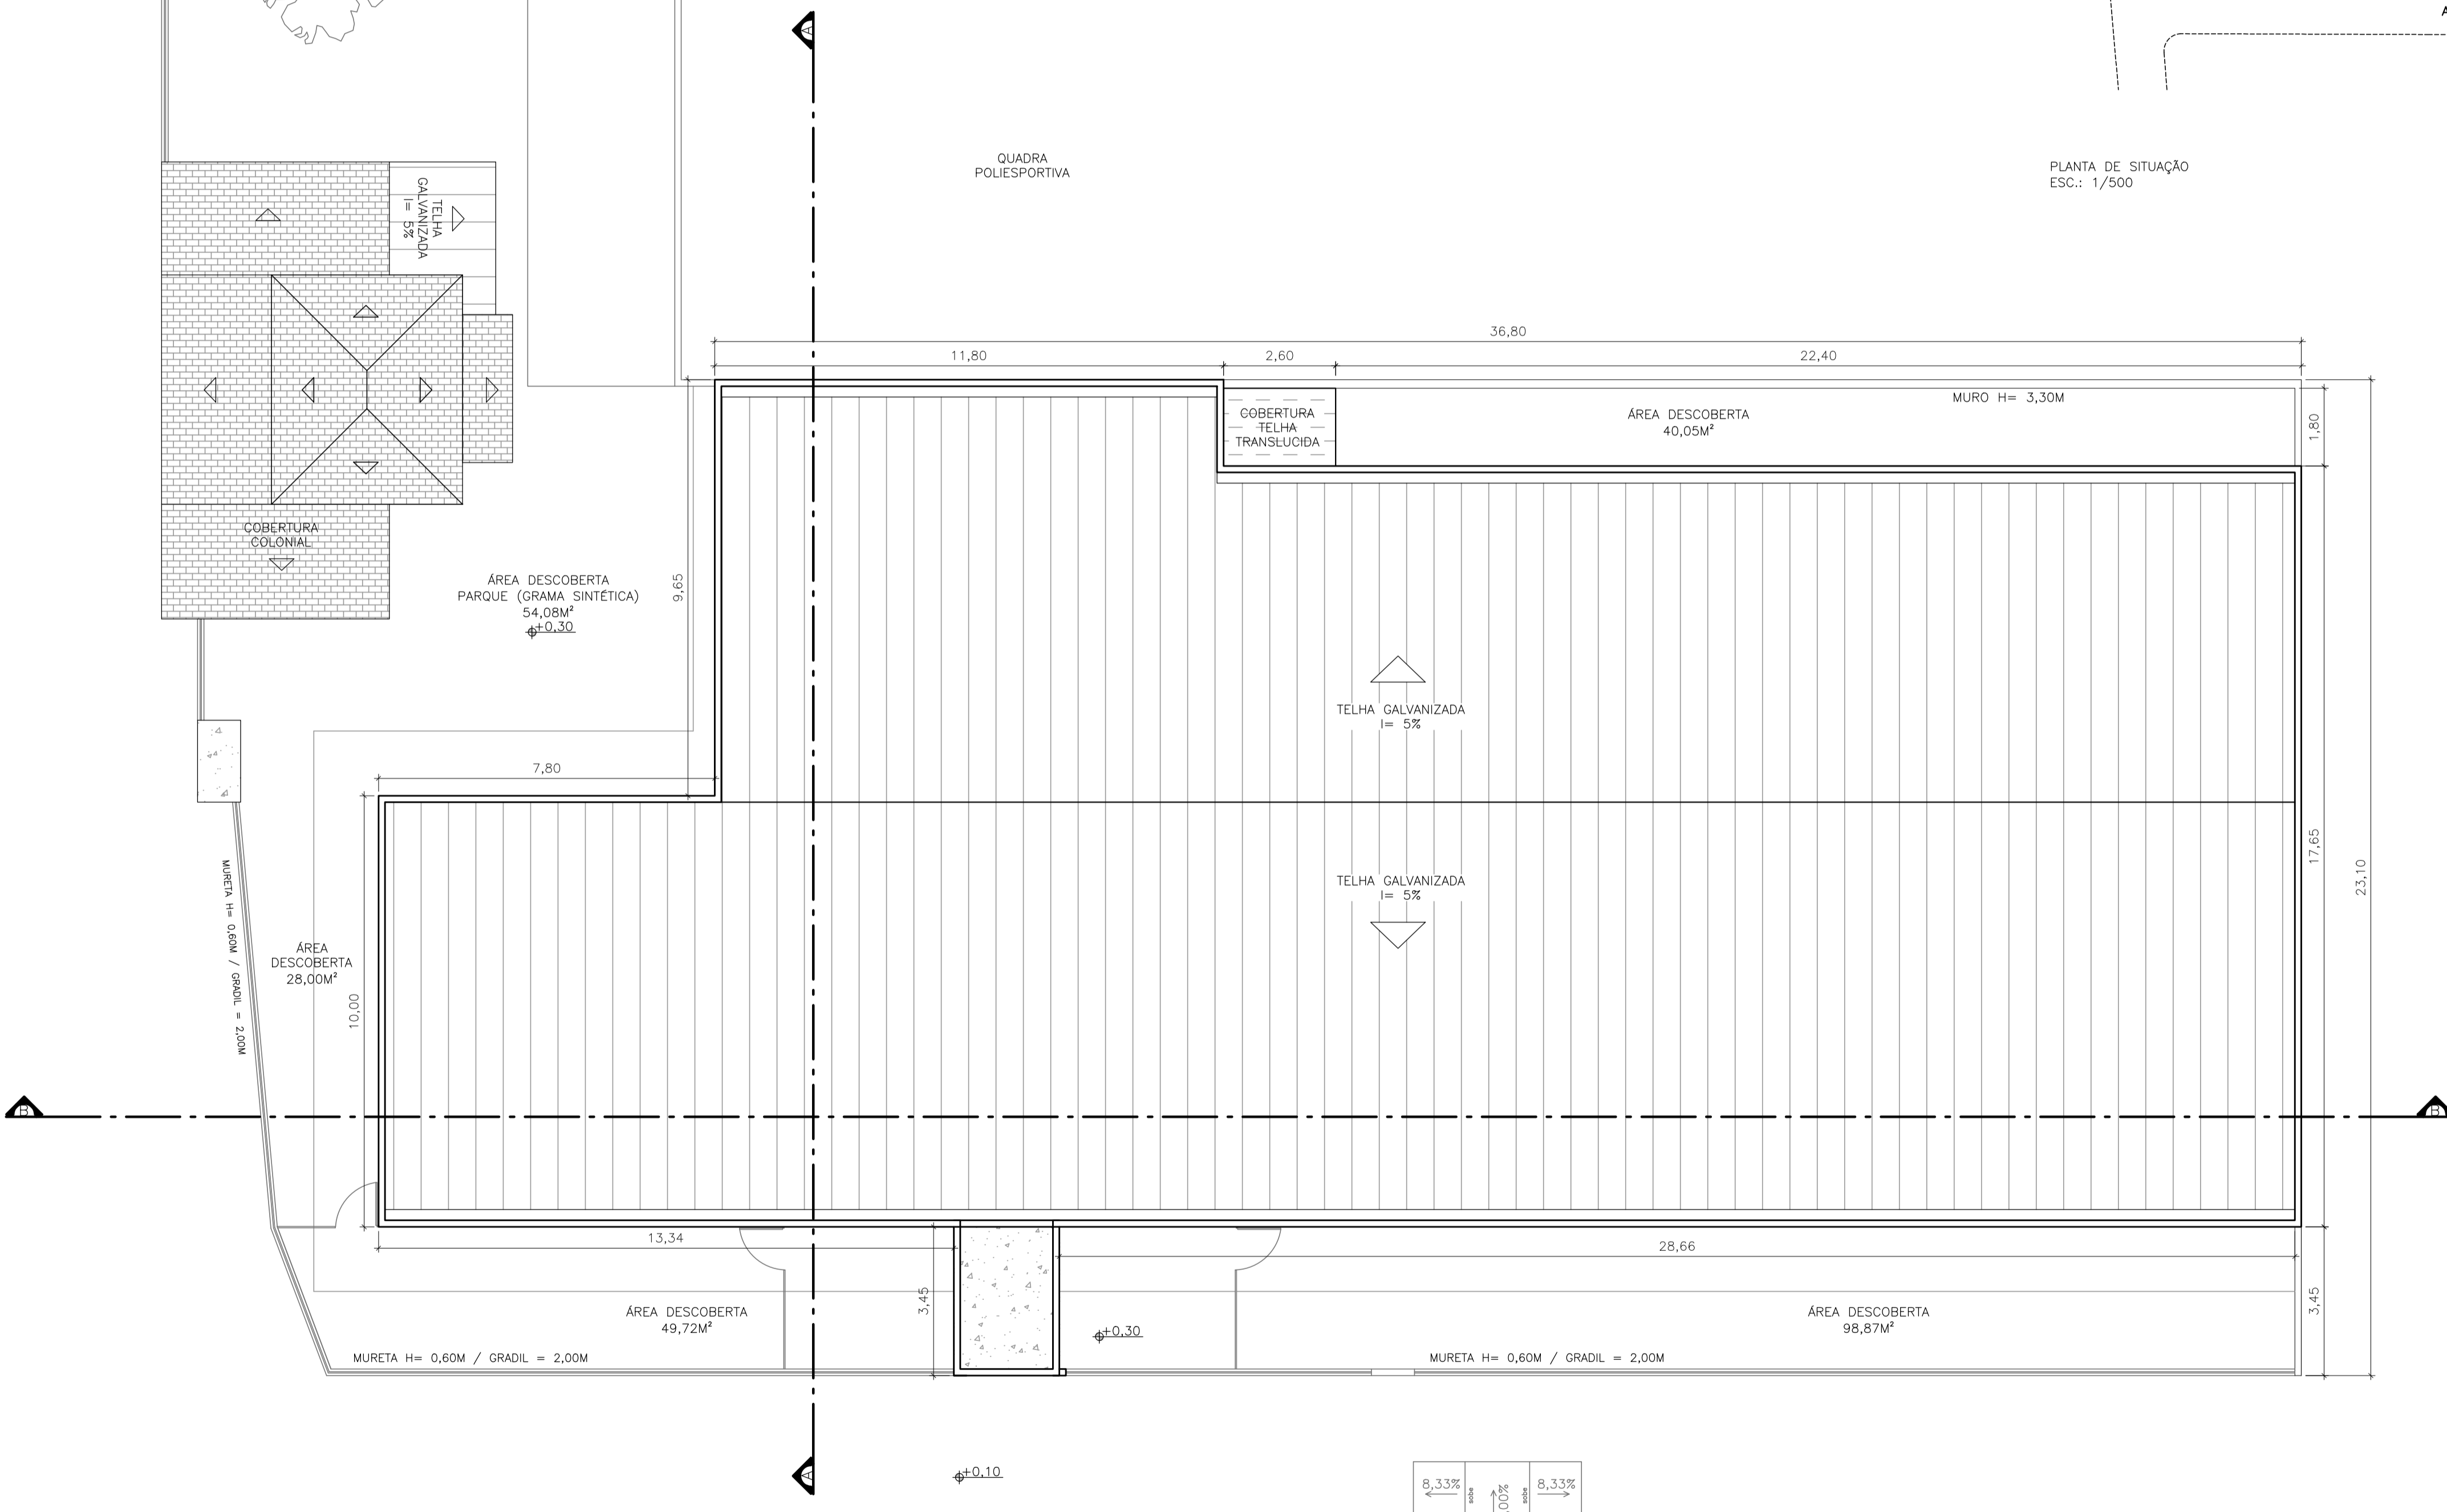 A
A
QUADRA
POLIESPORTIVA
PLANTA DE SITUAÇÃO
ESC.: 1/500
TELHA
GALVANIZADA
I= 5%
36,80
11,80
2,60
22,40
MURO H= 3,30M
COBERTURA
TELHA
TRANSLUCIDA
ÁREA DESCOBERTA
40,05M²
1,80
COBERTURA
COLONIAL
ÁREA DESCOBERTA
PARQUE (GRAMA SINTÉTICA)
54,08M²
+0,30
9,65
TELHA GALVANIZADA
I= 5%
7,80
17,65
23,10
TELHA GALVANIZADA
I= 5%
MURETA H= 0,60M / GRADIL = 2,00M
ÁREA
DESCOBERTA
28,00M²
10,00
B
B
13,34
28,66
3,45
3,45
ÁREA DESCOBERTA
49,72M²
+0,30
ÁREA DESCOBERTA
98,87M²
MURETA H= 0,60M / GRADIL = 2,00M
MURETA H= 0,60M / GRADIL = 2,00M
A
+0,10
8,33%
sobe
,00%
sobe
8,33%